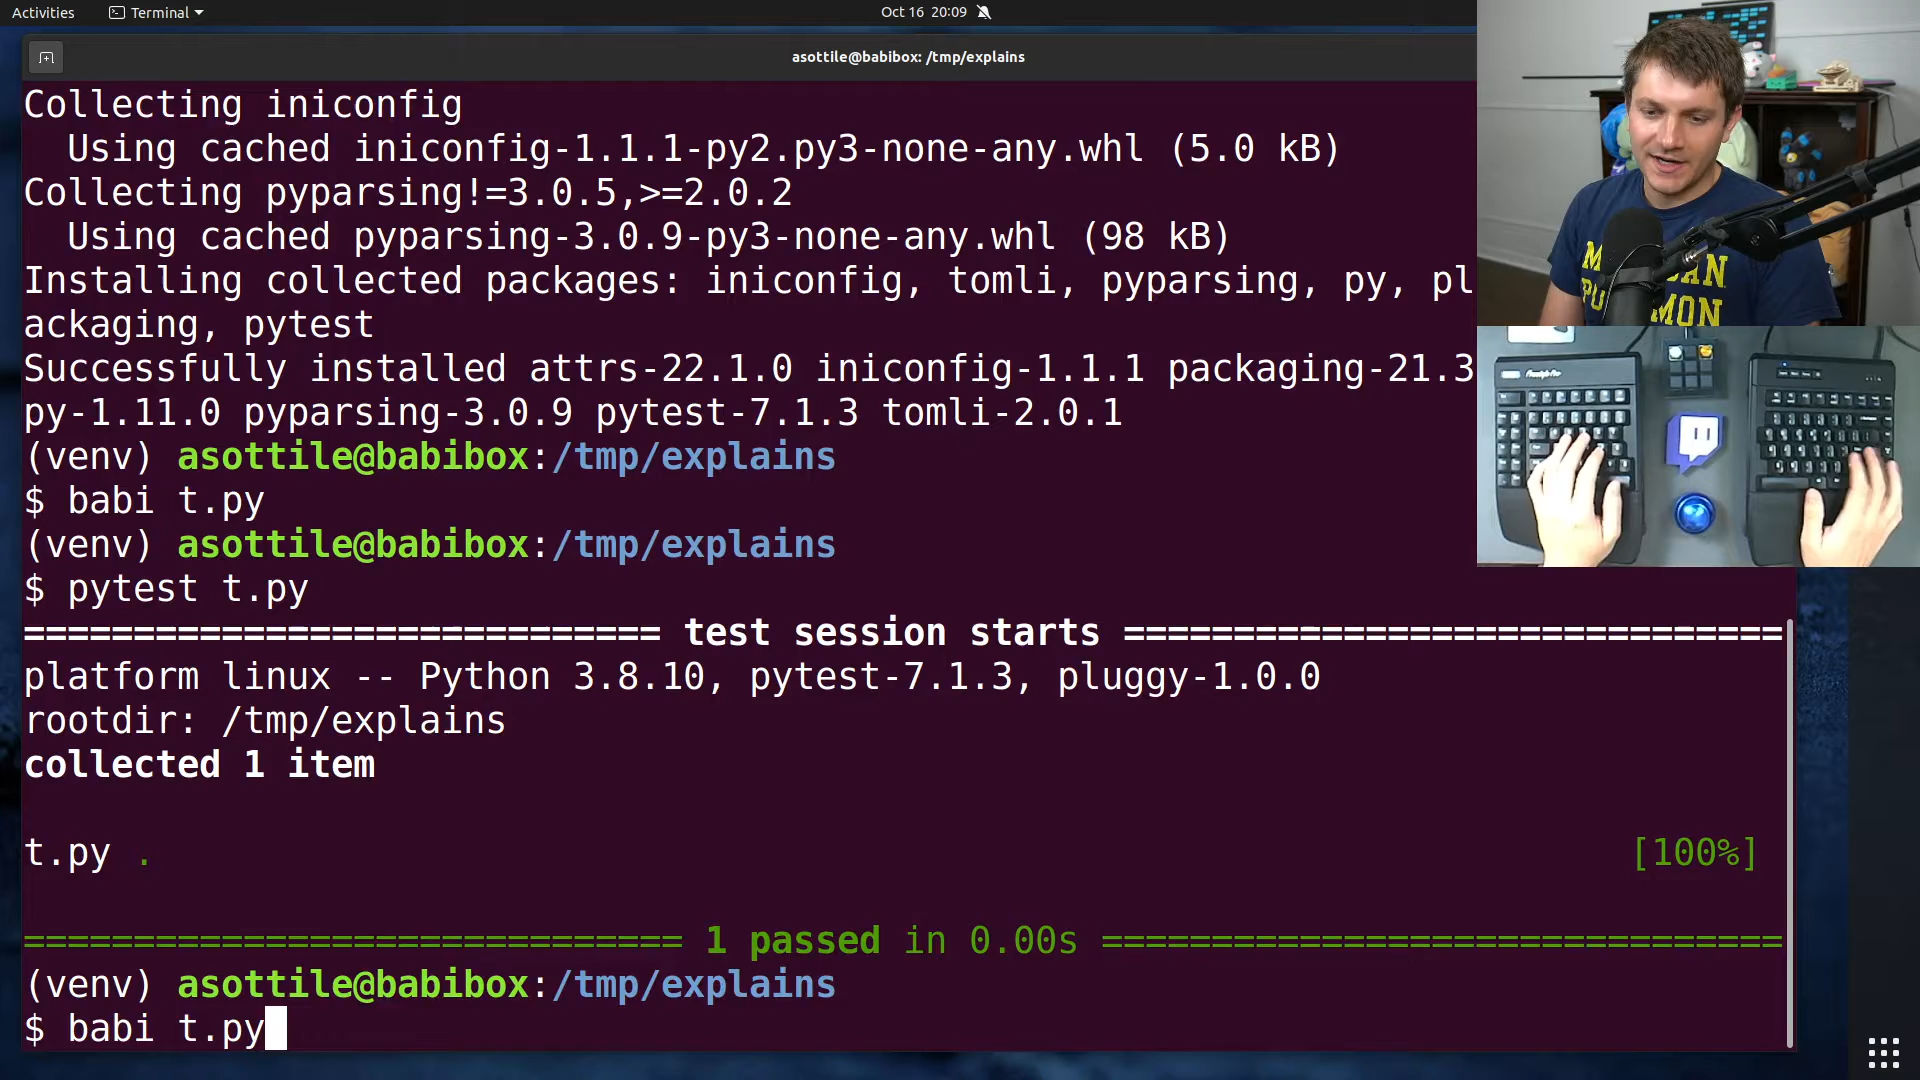 Activities
Terminal
Oct 16 20:09
asottile@babibox: /tmp/explains
Collecting iniconfig
  Using cached iniconfig-1.1.1-py2.py3-none-any.whl (5.0 kB)
Collecting pyparsing!=3.0.5,>=2.0.2
  Using cached pyparsing-3.0.9-py3-none-any.whl (98 kB)
Installing collected packages: iniconfig, tomli, pyparsing, py, pl
ackaging, pytest
Successfully installed attrs-22.1.0 iniconfig-1.1.1 packaging-21.3
py-1.11.0 pyparsing-3.0.9 pytest-7.1.3 tomli-2.0.1
(venv) asottile@babibox:/tmp/explains
$ babi t.py
(venv) asottile@babibox:/tmp/explains
$ pytest t.py
============================= test session starts ==============================
platform linux -- Python 3.8.10, pytest-7.1.3, pluggy-1.0.0
rootdir: /tmp/explains
collected 1 item
t.py . [100%]
============================== 1 passed in 0.00s ===============================
(venv) asottile@babibox:/tmp/explains
$ babi t.py